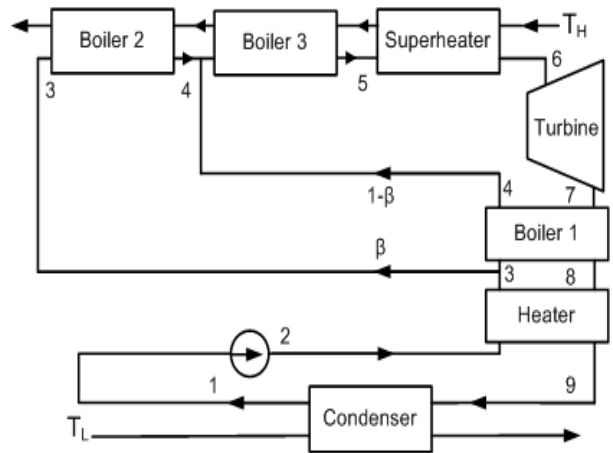 Boiler 2
Boiler 3
Superheater
T_H
3
4
5
6
Turbine
1-β
4
7
Boiler 1
β
3
8
Heater
2
1
9
Condenser
T_L